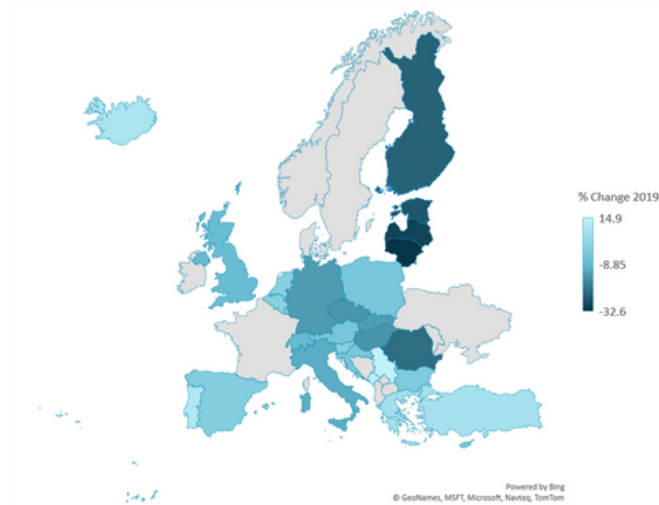 % Change 2019
14.9
-8.85
-32.6
Powered by Bing
© GeoNames, MSFT, Microsoft, Navteq, TomTom